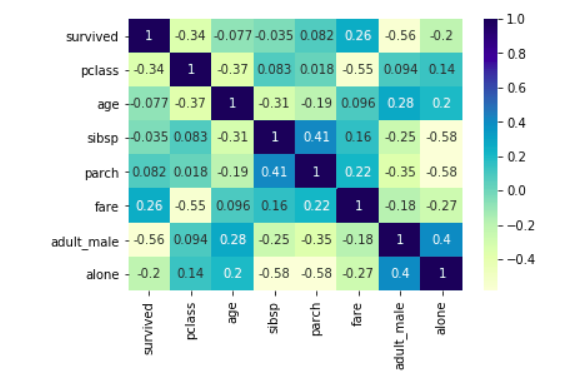 survived 1 -0.34 -0.077 -0.035 0.082 0.26 -0.56 -0.2
pclass -0.34 1 -0.37 0.083 0.018 -0.55 0.094 0.14
age -0.077 -0.37 1 -0.31 -0.19 0.096 0.28 0.2
sibsp -0.035 0.083 -0.31 1 0.41 0.16 -0.25 -0.58
parch 0.082 0.018 -0.19 0.41 1 0.22 -0.35 -0.58
fare 0.26 -0.55 0.096 0.16 0.22 1 -0.18 -0.27
adult_male -0.56 0.094 0.28 -0.25 -0.35 -0.18 1 0.4
alone -0.2 0.14 0.2 -0.58 -0.58 -0.27 0.4 1
survived pclass age sibsp parch fare adult_male alone
1.0
0.8
0.6
0.4
0.2
0.0
−0.2
−0.4